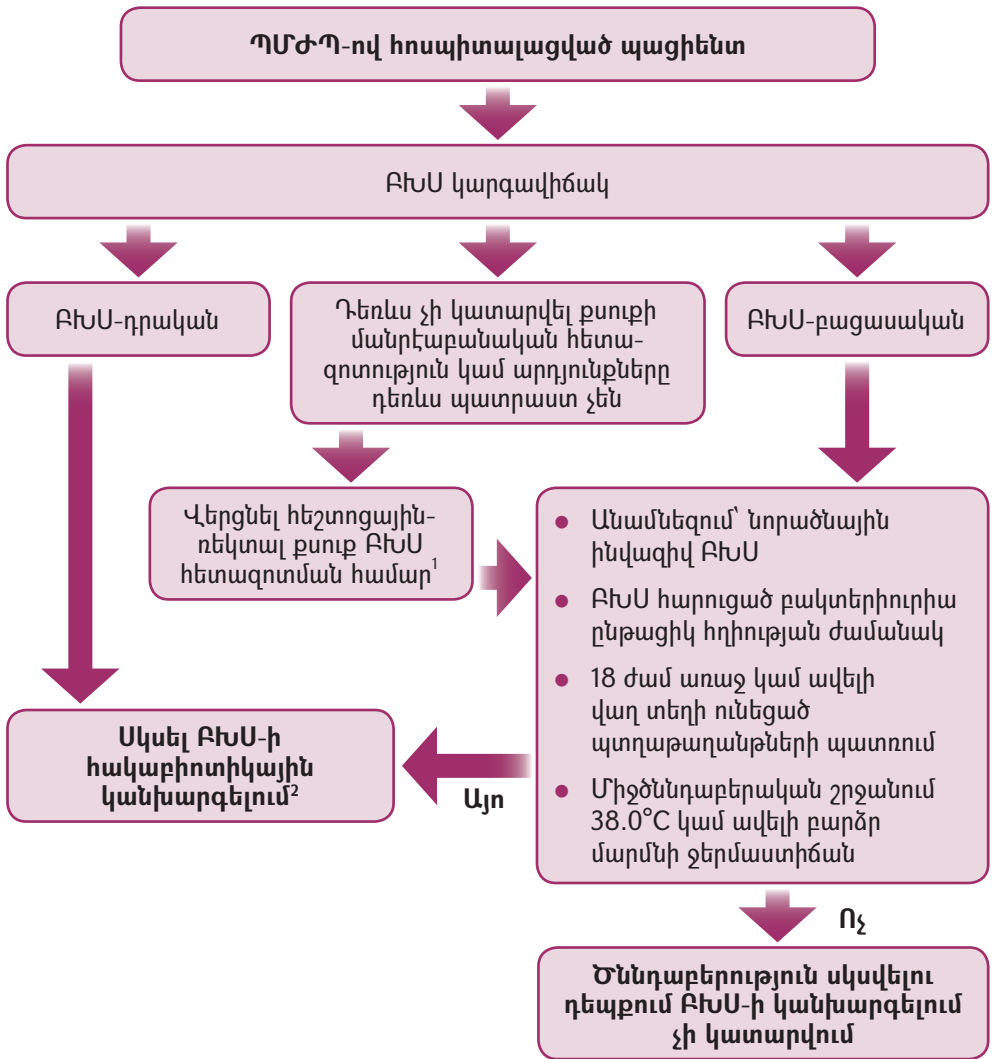 ՊՄԺՊ-ով հոսպիտալացված պացիենտ
ԲԽՍ կարգավիճակ
ԲԽՍ-դրական
Դեռևս չի կատարվել քսուքի
մանրէաբանական հետա-
զոտություն կամ արդյունքները
դեռևս պատրաստ չեն
ԲԽՍ-բացասական
Վերցնել հեշտոցային-
ռեկտալ քսուք ԲԽՍ
հետազոտման համար¹
● Անամնեզում՝ նորածնային
ինվազիվ ԲԽՍ
● ԲԽՍ հարուցած բակտերիուրիա
ընթացիկ հղիության ժամանակ
● 18 ժամ առաջ կամ ավելի
վաղ տեղի ունեցած
պտղաթաղանթների պատռում
● Միջծննդաբերական շրջանում
38.0°C կամ ավելի բարձր
մարմնի ջերմաստիճան
Սկսել ԲԽՍ-ի
հակաբիոտիկային
կանխարգելում²
Այո
Ոչ
Ծննդաբերություն սկսվելու
դեպքում ԲԽՍ-ի կանխարգելում
չի կատարվում